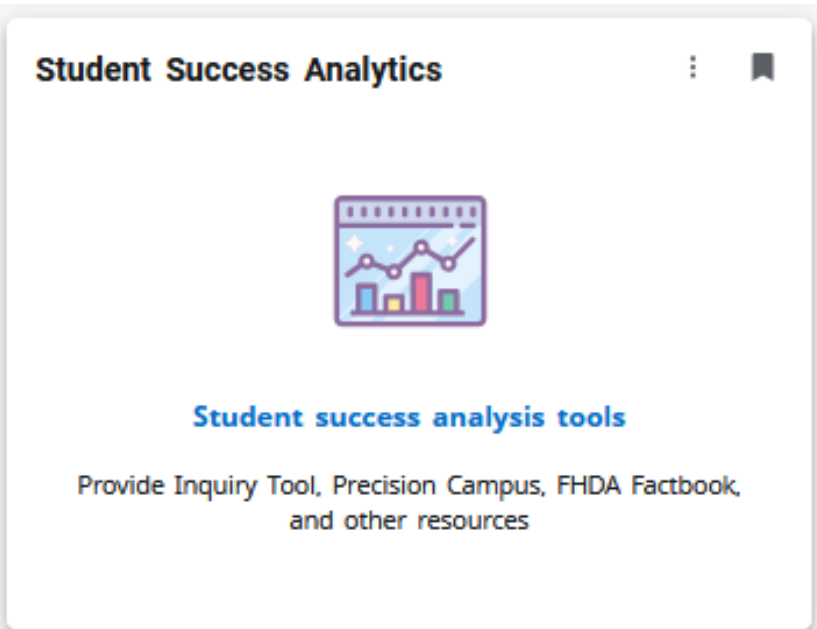 Student Success Analytics
Student success analysis tools
Provide Inquiry Tool, Precision Campus, FHDA Factbook,
and other resources